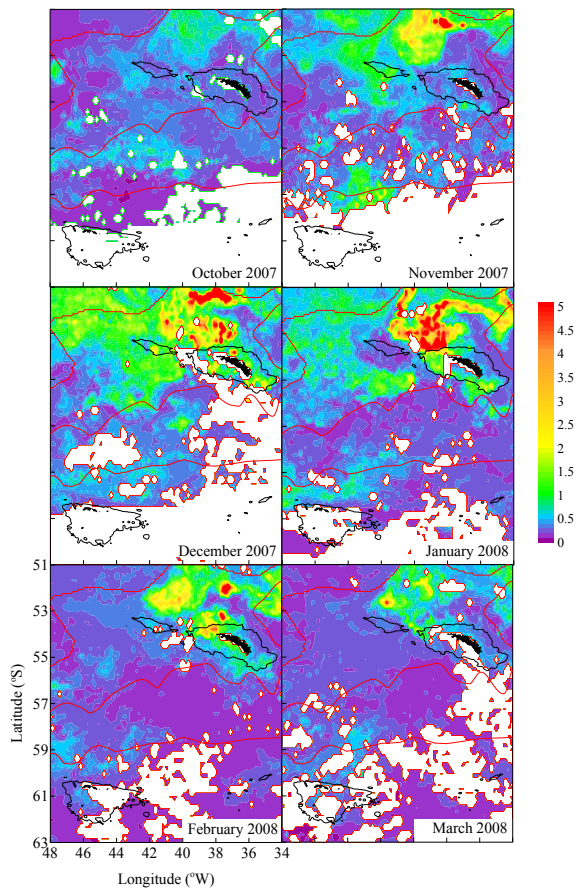 October 2007
November 2007
5
4.5
4
3.5
3
2.5
2
1.5
1
0.5
0
December 2007
January 2008
51
53
55
57
59
61
63
Latitude (°S)
February 2008
March 2008
48 46 44 42 40 38 36 34
Longitude (°W)